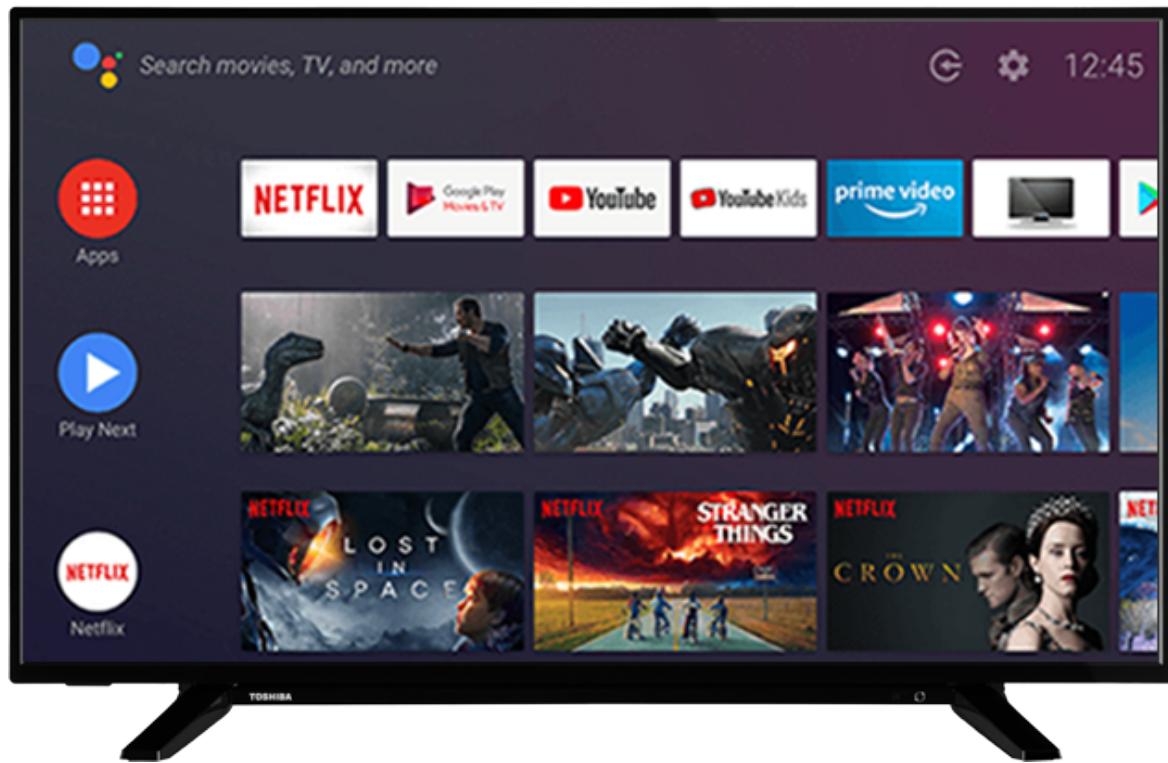 Search movies, TV, and more
12:45
Apps
NETFLIX
Google Play
Movies & TV
YouTube
YouTube Kids
prime video
Play Next
NETFLIX
Netflix
NETFLIX
LOST
IN
SPACE
NETFLIX
STRANGER
THINGS
NETFLIX
THE
CROWN
NET
TOSHIBA